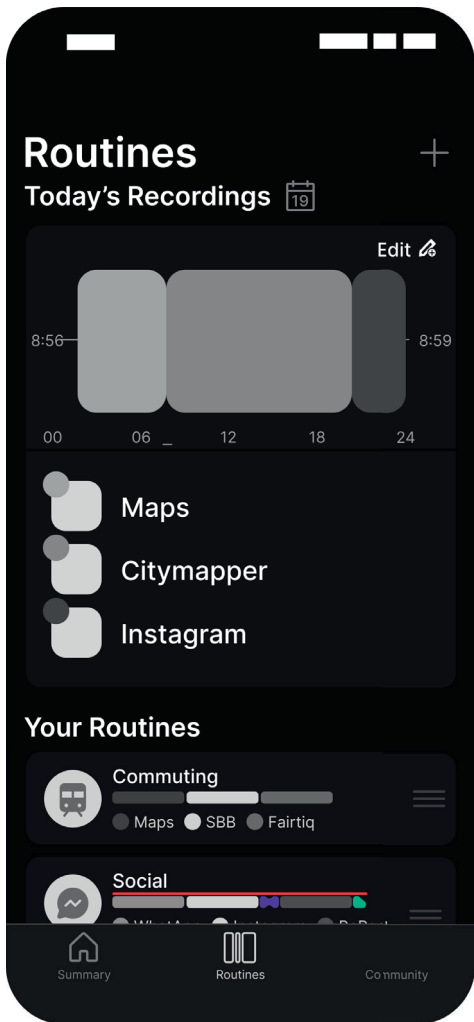 Routines
Today's Recordings 19
Edit
8:56 8:59
00 06 _ 12 18 24
Maps
Citymapper
Instagram
Your Routines
Commuting
Maps SBB Fairtiq
Social
Summary Routines Community